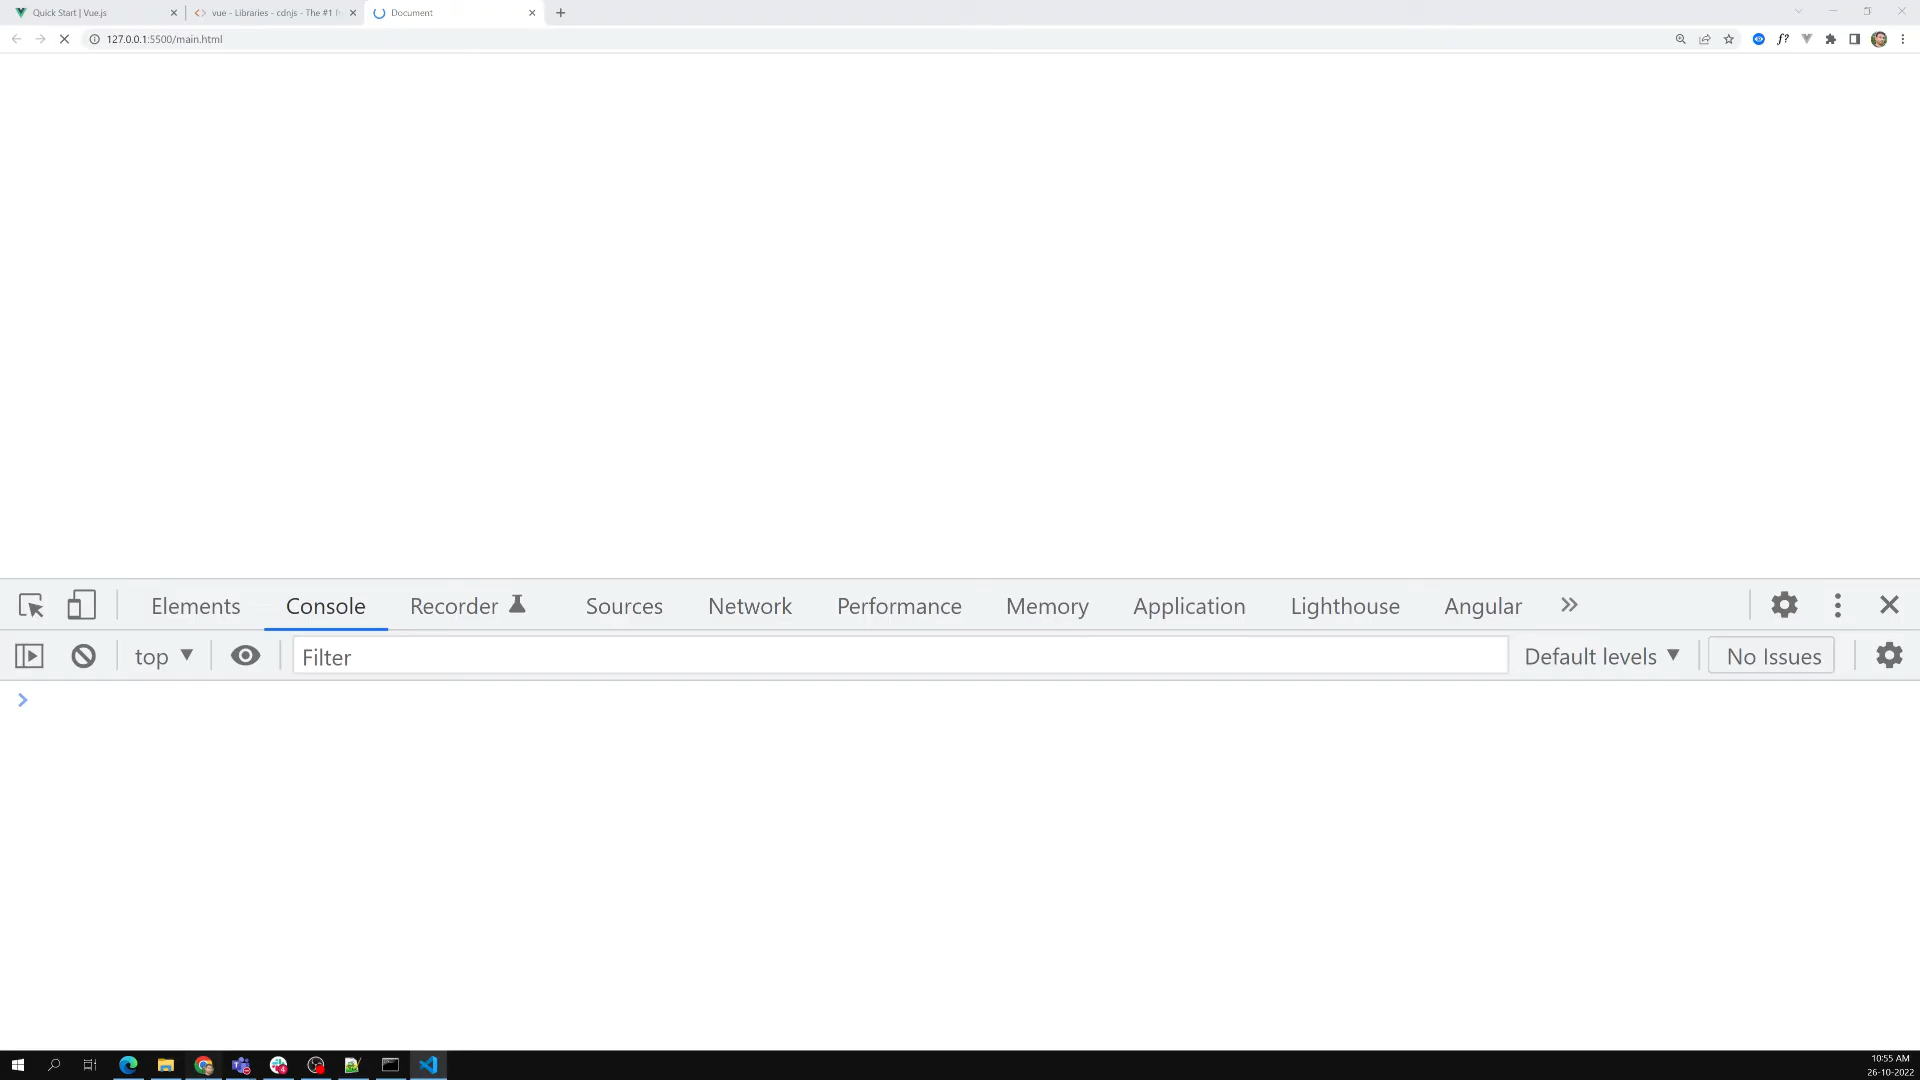 Quick Start | Vue.js
vue - Libraries - cdnjs - The #1 f
Document
127.0.0.1:5500/main.html
f?
Elements Console Recorder Sources Network Performance Memory Application Lighthouse Angular
top Filter Default levels No Issues
4
10:55 AM
26-10-2022